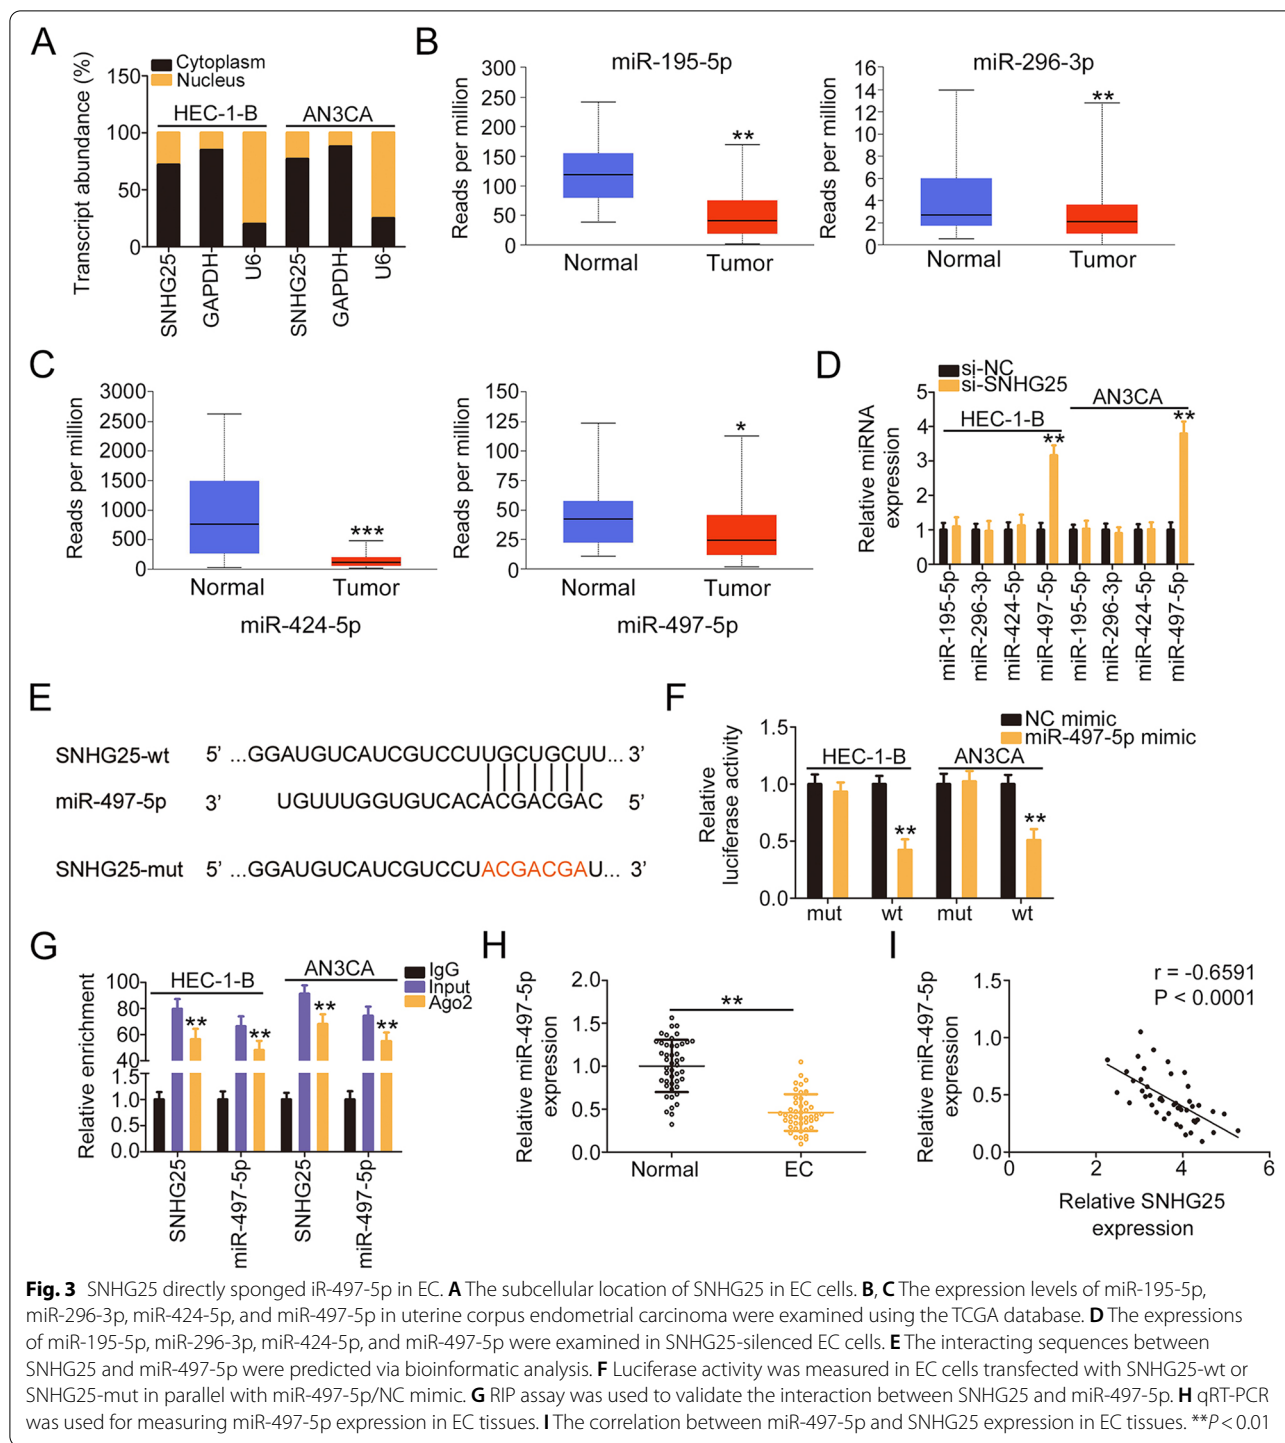 A
Cytoplasm
Nucleus
Transcript abundance (%)
150
100
50
0
HEC-1-B
AN3CA
SNHG25
GAPDH
U6
SNHG25
GAPDH
U6
B
miR-195-5p
Reads per million
300
250
200
150
100
50
0
**
Normal
Tumor
miR-296-3p
Reads per million
16
14
12
10
8
6
4
2
0
**
Normal
Tumor
C
Reads per million
3000
2500
2000
1500
1000
500
0
***
Normal
Tumor
miR-424-5p
Reads per million
150
125
100
75
50
25
0
*
Normal
Tumor
miR-497-5p
D
si-NC
si-SNHG25
Relative miRNA
expression
5
4
2
1
0
HEC-1-B
AN3CA
**
**
miR-195-5p
miR-296-3p
miR-424-5p
miR-497-5p
miR-195-5p
miR-296-3p
miR-424-5p
miR-497-5p
E
SNHG25-wt 5’ ...GGAUGUCAUCGUCCUUUGCUGCUU... 3’
miR-497-5p 3’ UGUUUGGUGUCACACGACGAC 5’
SNHG25-mut 5’ ...GGAUGUCAUCGUCCUACGACGAU... 3’
F
NC mimic
miR-497-5p mimic
Relative
luciferase activity
1.5
1.0
0.5
0.0
HEC-1-B
AN3CA
**
**
mut
wt
mut
wt
G
IgG
Input
Ago2
Relative enrichment
100
80
60
40
1.5
1.0
0.5
0.0
HEC-1-B
AN3CA
**
**
**
**
SNHG25
miR-497-5p
SNHG25
miR-497-5p
H
Relative miR-497-5p
expression
2.0
1.5
1.0
0.5
0.0
**
Normal
EC
I
Relative miR-497-5p
expression
1.5
1.0
0.5
0.0
r = -0.6591
P < 0.0001
0
2
4
6
Relative SNHG25
expression
Fig. 3 SNHG25 directly sponged iR-497-5p in EC. A The subcellular location of SNHG25 in EC cells. B, C The expression levels of miR-195-5p,
miR-296-3p, miR-424-5p, and miR-497-5p in uterine corpus endometrial carcinoma were examined using the TCGA database. D The expressions
of miR-195-5p, miR-296-3p, miR-424-5p, and miR-497-5p were examined in SNHG25-silenced EC cells. E The interacting sequences between
SNHG25 and miR-497-5p were predicted via bioinformatic analysis. F Luciferase activity was measured in EC cells transfected with SNHG25-wt or
SNHG25-mut in parallel with miR-497-5p/NC mimic. G RIP assay was used to validate the interaction between SNHG25 and miR-497-5p. H qRT-PCR
was used for measuring miR-497-5p expression in EC tissues. I The correlation between miR-497-5p and SNHG25 expression in EC tissues. **P < 0.01